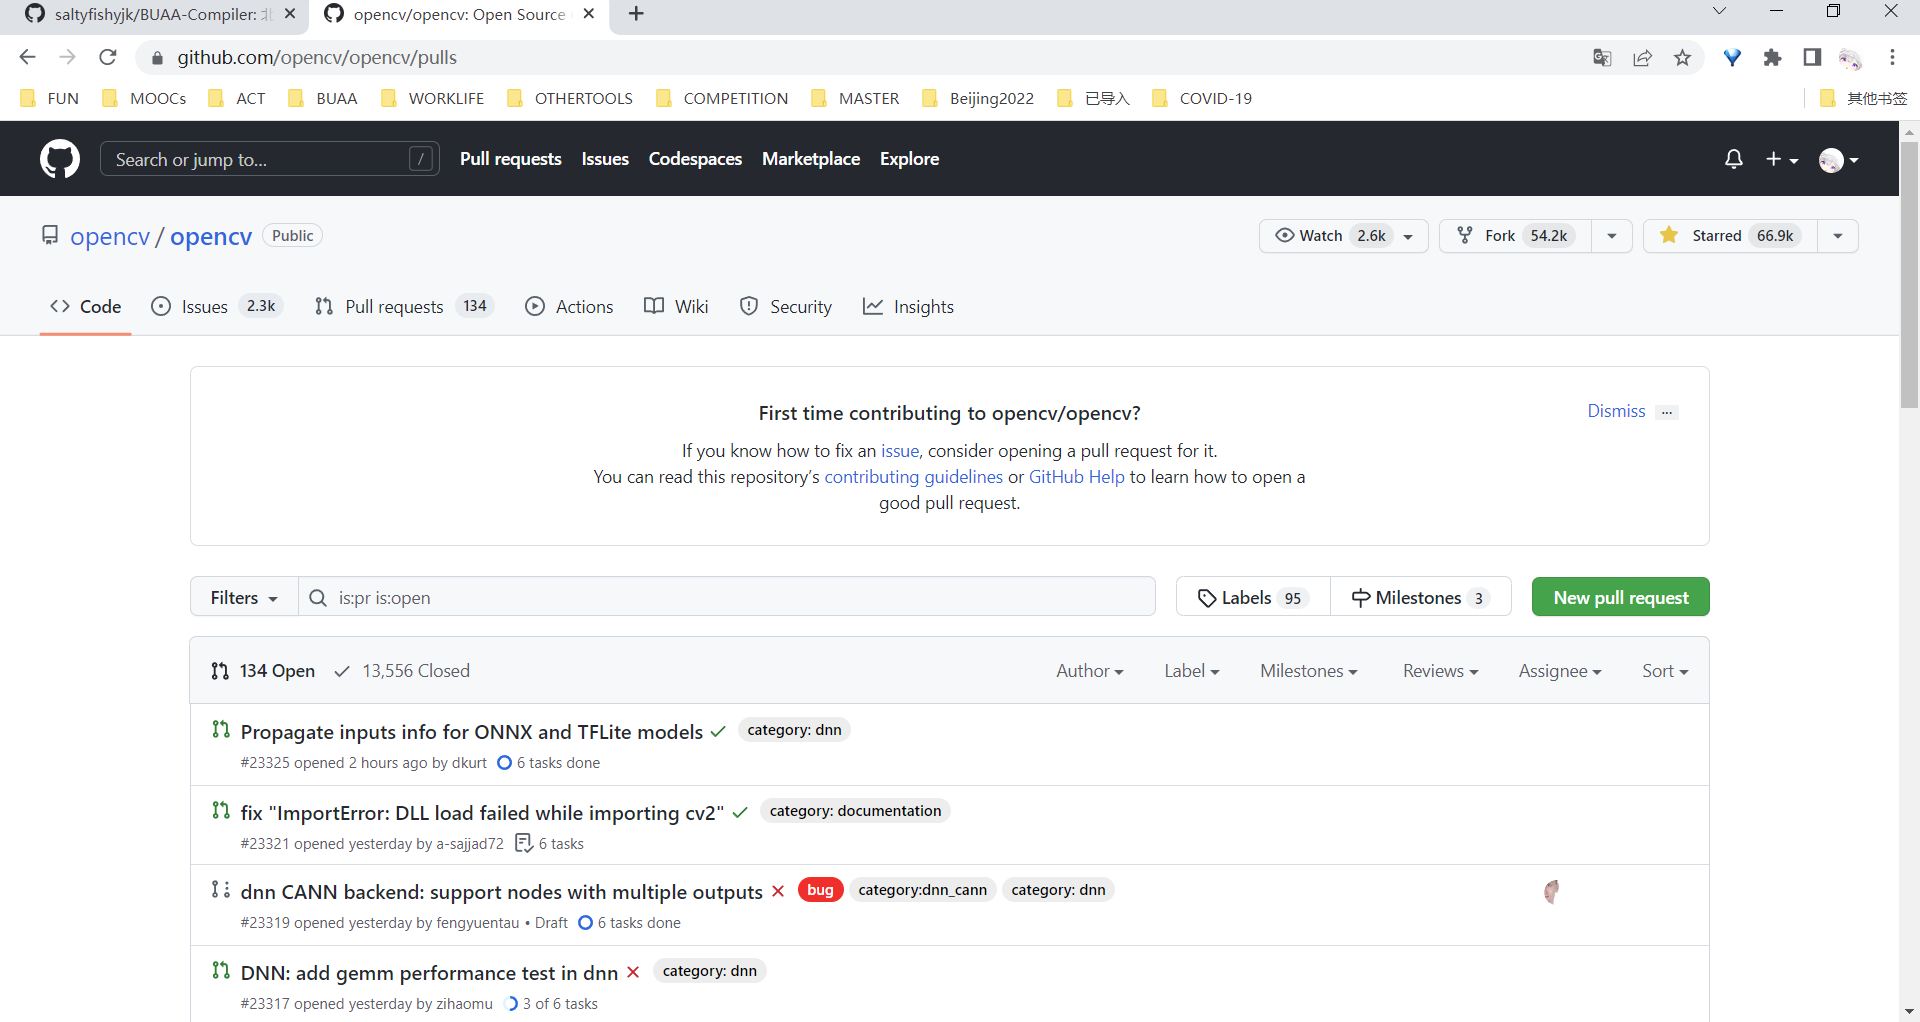 saltyfishyjk/BUAA-Compiler: 北
opencv/opencv: Open Source
github.com/opencv/opencv/pulls
FUN MOOCs ACT BUAA WORKLIFE OTHERTOOLS COMPETITION MASTER Beijing2022 已导入 COVID-19 其他书签
Search or jump to... / Pull requests Issues Codespaces Marketplace Explore
opencv / opencv Public Watch 2.6k Fork 54.2k Starred 66.9k
Code Issues 2.3k Pull requests 134 Actions Wiki Security Insights
First time contributing to opencv/opencv? Dismiss ...
If you know how to fix an issue, consider opening a pull request for it.
You can read this repository’s contributing guidelines or GitHub Help to learn how to open a
good pull request.
Filters is:pr is:open Labels 95 Milestones 3 New pull request
134 Open 13,556 Closed Author Label Milestones Reviews Assignee Sort
Propagate inputs info for ONNX and TFLite models category: dnn
#23325 opened 2 hours ago by dkurt 6 tasks done
fix "ImportError: DLL load failed while importing cv2" category: documentation
#23321 opened yesterday by a-sajjad72 6 tasks
dnn CANN backend: support nodes with multiple outputs bug category:dnn_cann category: dnn
#23319 opened yesterday by fengyuentau • Draft 6 tasks done
DNN: add gemm performance test in dnn category: dnn
#23317 opened yesterday by zihaomu 3 of 6 tasks